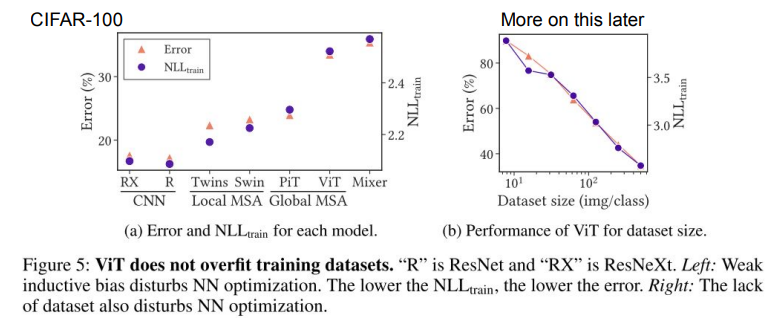 CIFAR-100
More on this later
Error
NLLtrain
Error (%)
30
20
2.4
2.2
NLLtrain
RX R Twins Swin PiT ViT Mixer
CNN Local MSA Global MSA
Error (%)
80
60
40
3.5
3.0
NLLtrain
10¹ 10²
Dataset size (img/class)
(a) Error and NLLtrain for each model.
(b) Performance of ViT for dataset size.
Figure 5: ViT does not overfit training datasets. “R” is ResNet and “RX” is ResNeXt. Left: Weak
inductive bias disturbs NN optimization. The lower the NLLtrain, the lower the error. Right: The lack
of dataset also disturbs NN optimization.